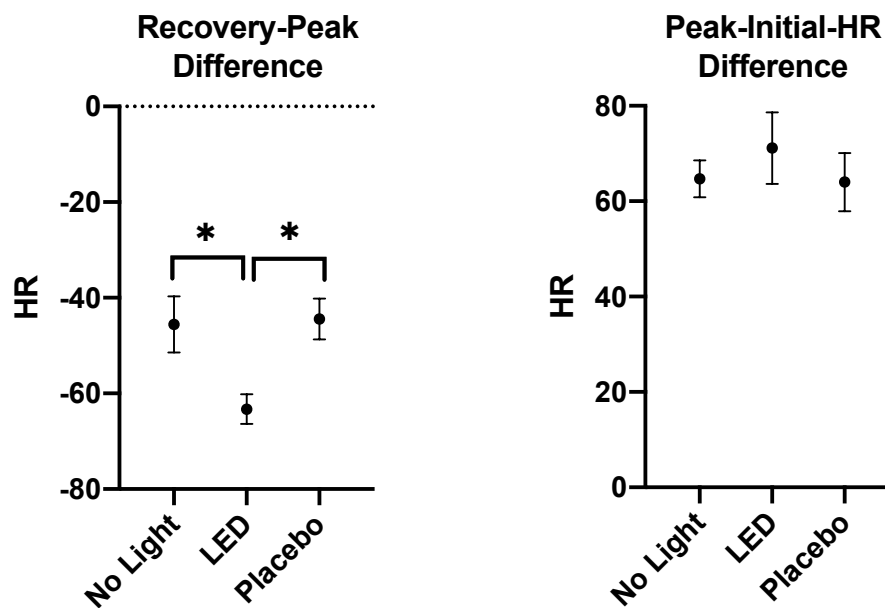 Recovery-Peak
Difference
0
-20
-40
-60
-80
HR
* *
No Light
LED
Placebo
Peak-Initial-HR
Difference
80
60
40
20
0
HR
No Light
LED
Placebo